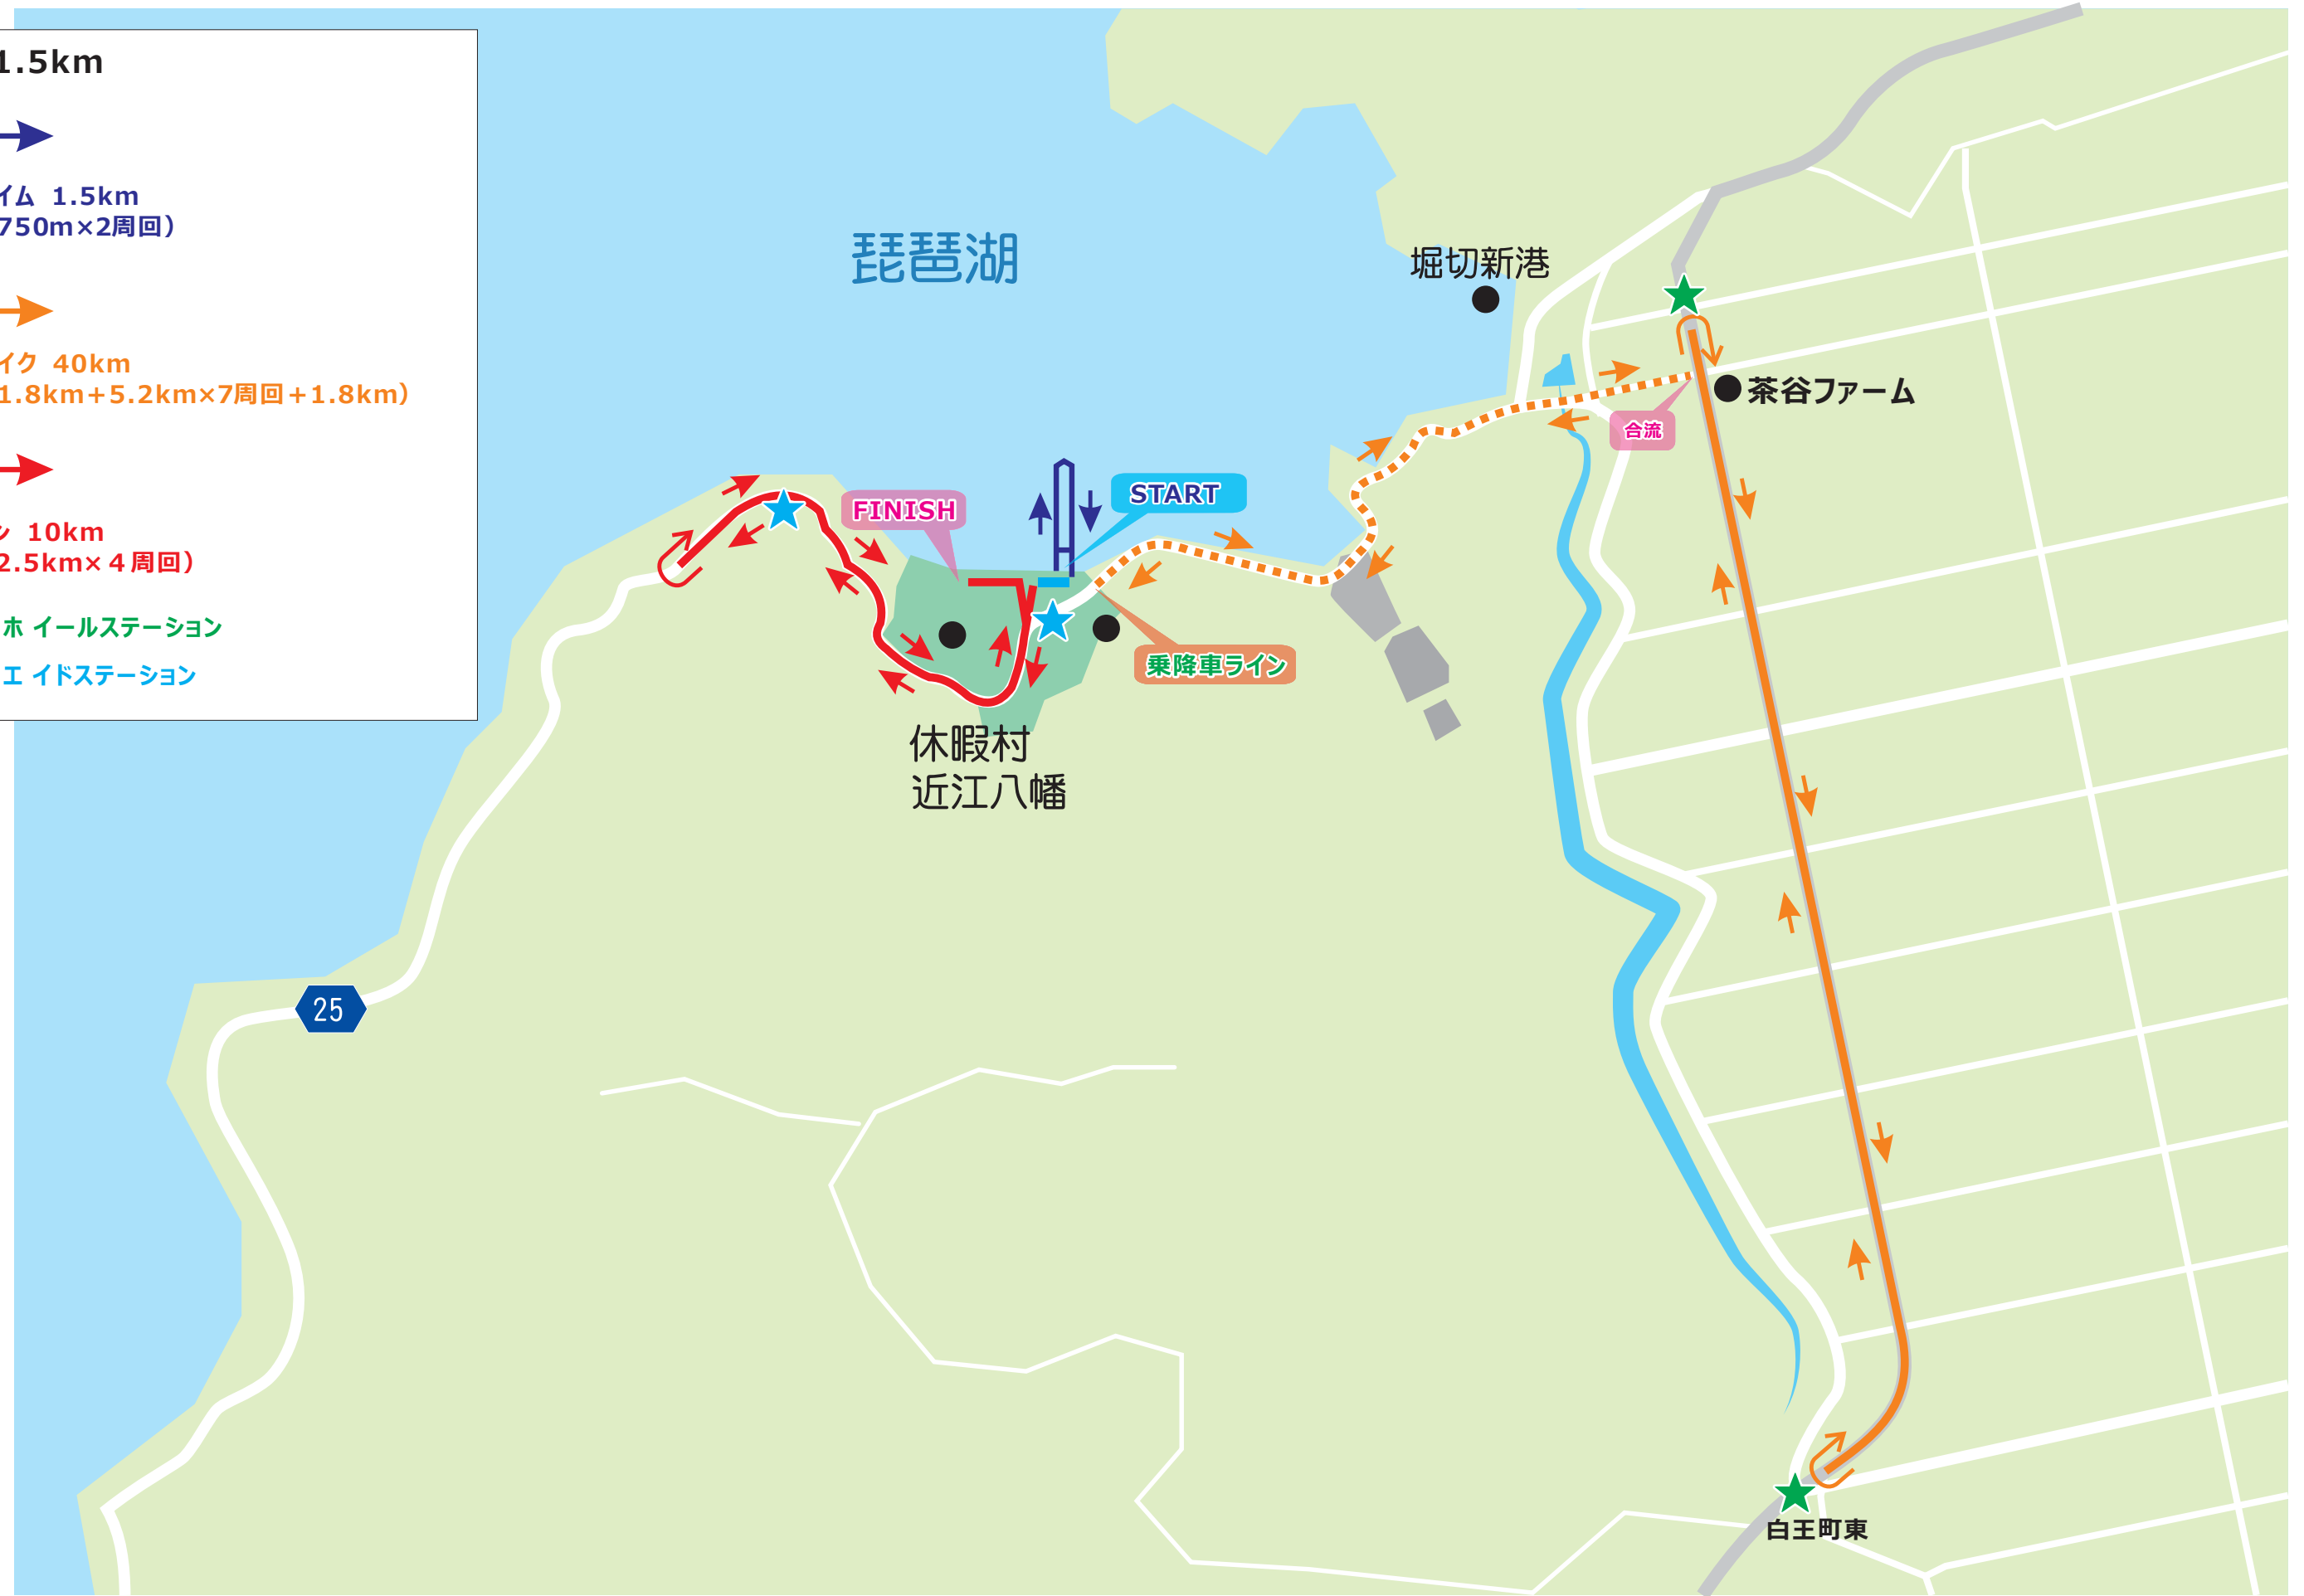 1.5km
イム 1.5km
750m×2周回）
イク 40km
1.8km＋5.2km×7周回＋1.8km）
ン 10km
2.5km×４周回）
ホイールステーション
エイドステーション
琵琶湖
堀切新港
茶谷ファーム
合流
START
FINISH
乗降車ライン
休暇村
近江八幡
25
白王町東